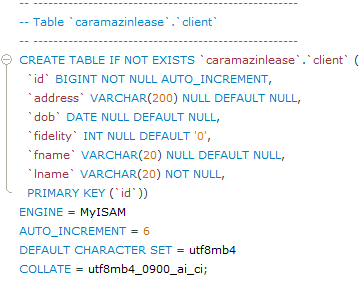 -- -----------------------------------------------------
-- Table `caramazinlease`.`client`
-- -----------------------------------------------------
CREATE TABLE IF NOT EXISTS `caramazinlease`.`client` (
`id` BIGINT NOT NULL AUTO_INCREMENT,
`address` VARCHAR(200) NULL DEFAULT NULL,
`dob` DATE NULL DEFAULT NULL,
`fidelity` INT NULL DEFAULT '0',
`fname` VARCHAR(20) NULL DEFAULT NULL,
`lname` VARCHAR(20) NOT NULL,
PRIMARY KEY (`id`))
ENGINE = MyISAM
AUTO_INCREMENT = 6
DEFAULT CHARACTER SET = utf8mb4
COLLATE = utf8mb4_0900_ai_ci;